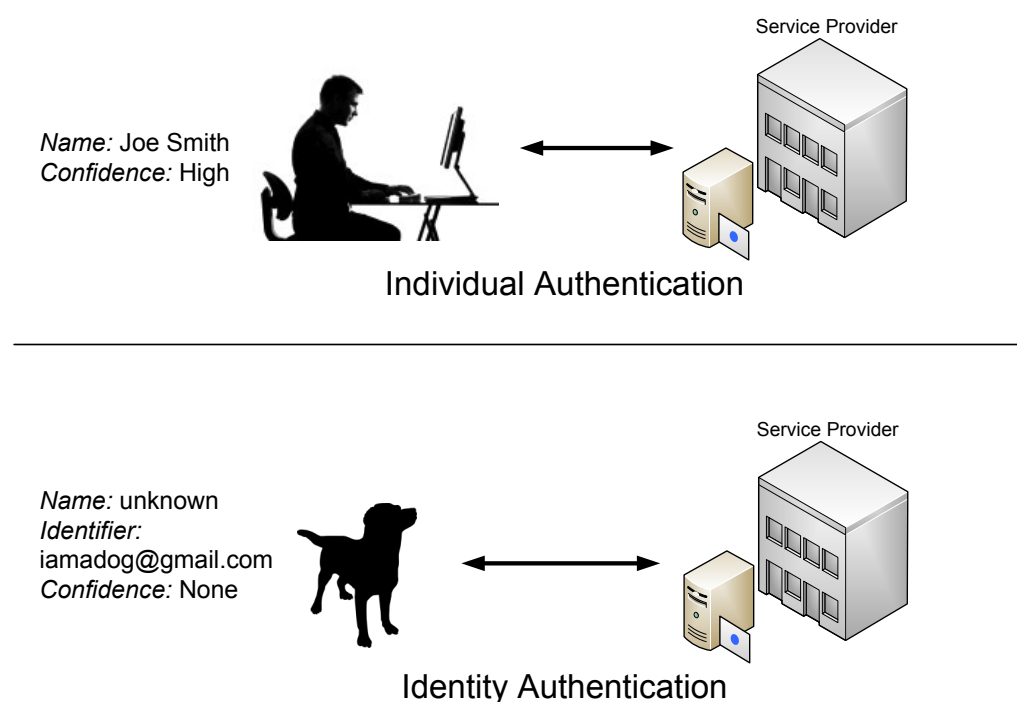 Service Provider
Name: Joe Smith
Confidence: High
Individual Authentication
Service Provider
Name: unknown
Identifier:
iamadog@gmail.com
Confidence: None
Identity Authentication